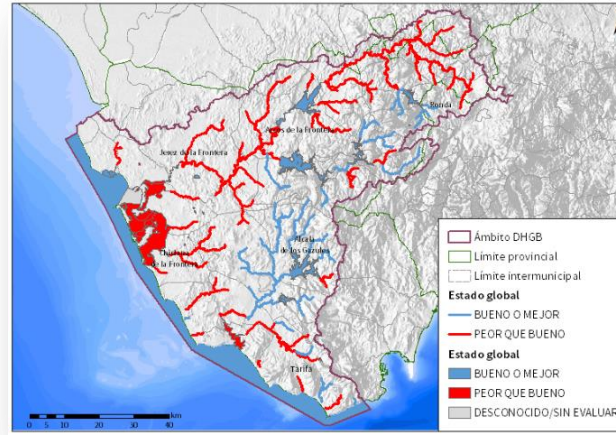 Ronda
Arcos de la Frontera
Jerez de la Frontera
Chiclana
de la Frontera
Alcalá
de los Gazules
Tarifa
Ámbito DHGB
Límite provincial
Límite intermunicipal
Estado global
BUENO O MEJOR
PEOR QUE BUENO
Estado global
BUENO O MEJOR
PEOR QUE BUENO
DESCONOCIDO/SIN EVALUAR
0 5 10 20 30 40
km